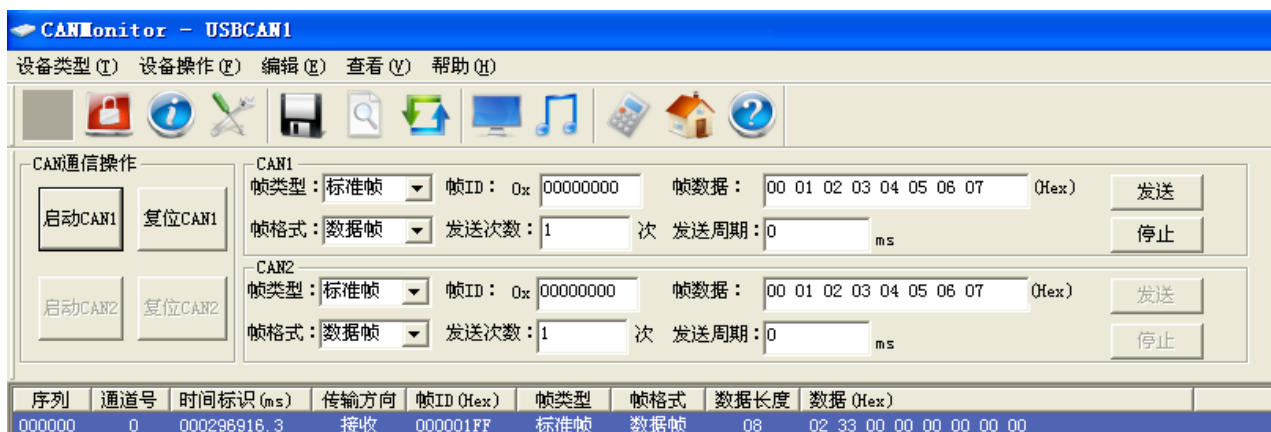 CANMonitor - USBCAN1
设备类型(T) 设备操作(F) 编辑(E) 查看(V) 帮助(H)
CAN通信操作
启动CAN1 复位CAN1
启动CAN2 复位CAN2
CAN1
帧类型：标准帧 帧ID： 0x 00000000 帧数据： 00 01 02 03 04 05 06 07 (Hex) 发送
帧格式：数据帧 发送次数：1 次 发送周期：0 ms 停止
CAN2
帧类型：标准帧 帧ID： 0x 00000000 帧数据： 00 01 02 03 04 05 06 07 (Hex) 发送
帧格式：数据帧 发送次数：1 次 发送周期：0 ms 停止
序列 通道号 时间标识(ms) 传输方向 帧ID(Hex) 帧类型 帧格式 数据长度 数据(Hex)
000000 0 000296916.3 接收 000001FF 标准帧 数据帧 08 02 33 00 00 00 00 00 00